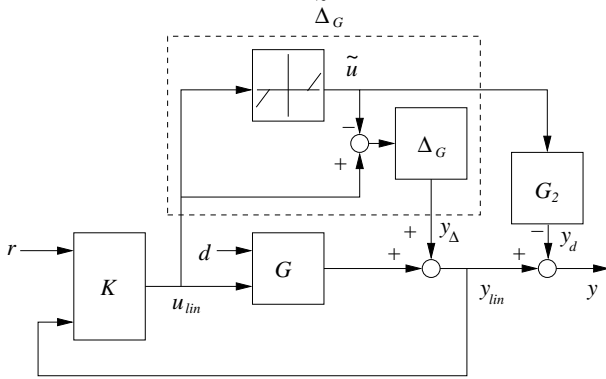 ~
Δ_G
ũ
−
+
Δ_G
G_2
r
K
u_lin
d
G
+
+
y_Δ
y_lin
−
+
y_d
y